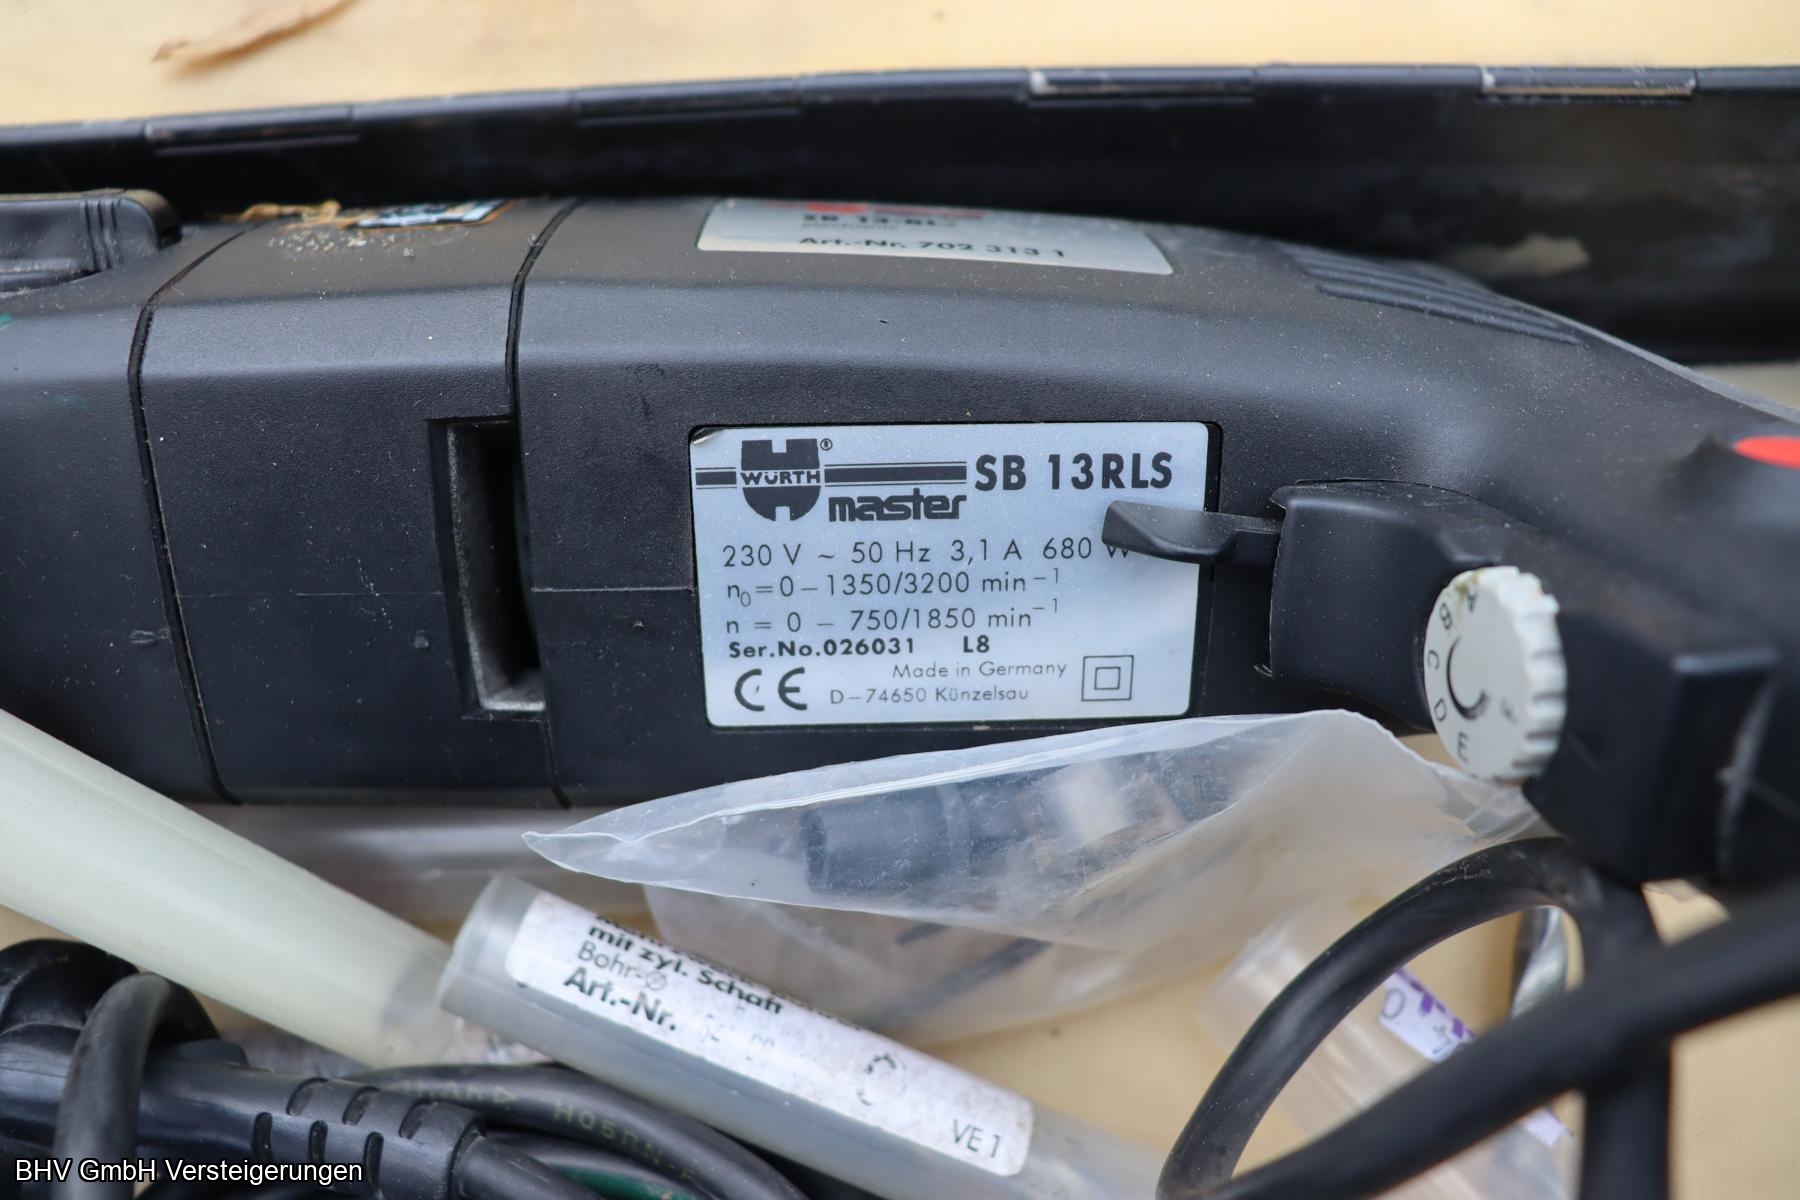 SB 13-RLS
electronic
Art.-Nr. 702 313 1
WÜRTH ®
master
SB 13RLS
230 V ~ 50 Hz 3,1 A 680 W
n₀=0–1350/3200 min⁻¹
n = 0 – 750/1850 min⁻¹
Ser.No.026031 L8
Made in Germany
CE D–74650 Künzelsau
A B C D E F
mit zyl. Schaft
Bohr-Ø
Art.-Nr.
VE 1
BHV GmbH Versteigerungen